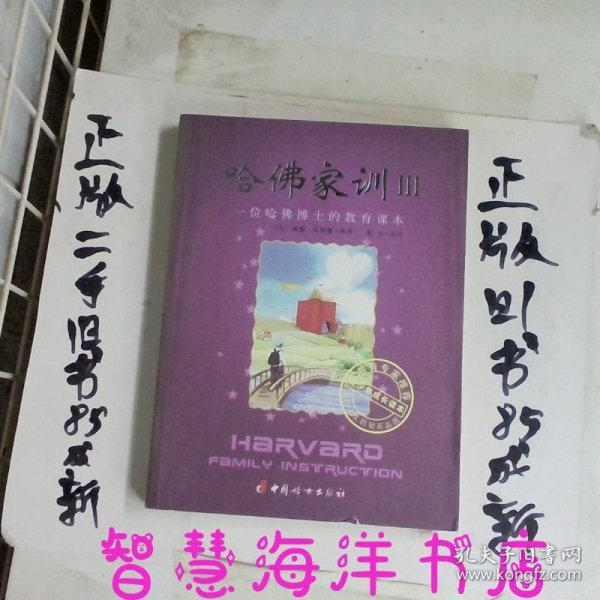 正版二手旧书85成新
哈佛家训III
一位哈佛博士的教育课本
HARVARD
FAMILY INSTRUCTION
中国妇女出版社
正版旧书85成新
智慧海洋书店
孔夫子旧书网
www.kongfz.com